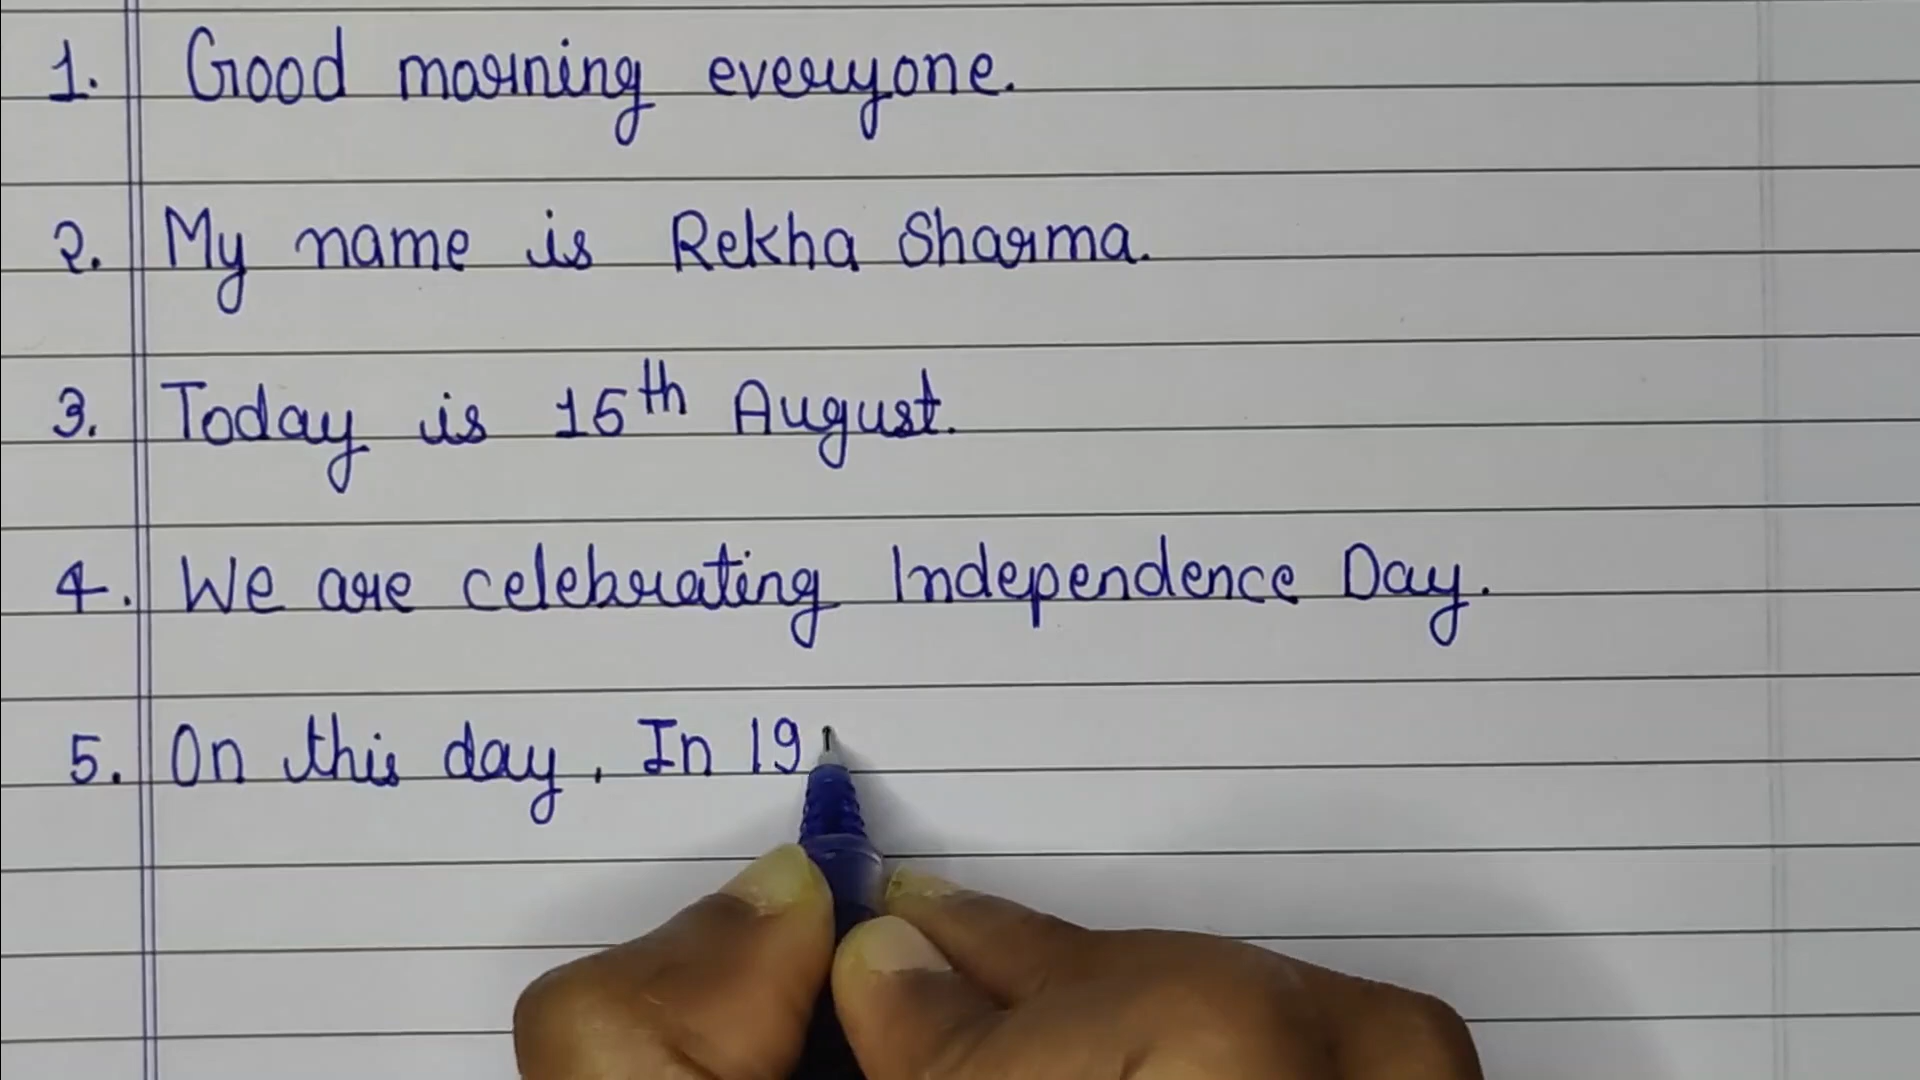 1. Good morning everyone.
2. My name is Rekha Sharma.
3. Today is 15th August.
4. We are celebrating Independence Day.
5. On this day, In 19